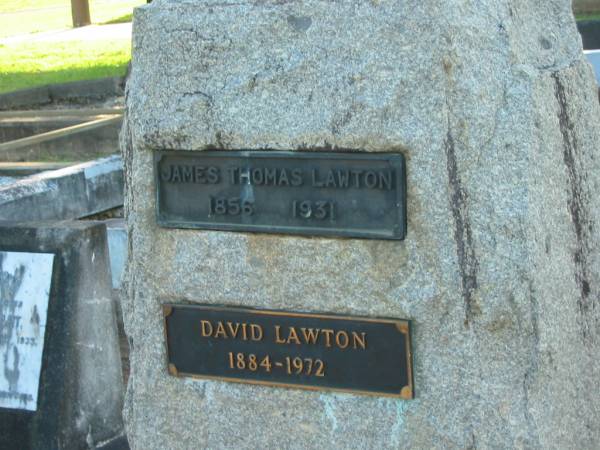 JAMES THOMAS LAWTON
1856 1931
DAVID LAWTON
1884-1972